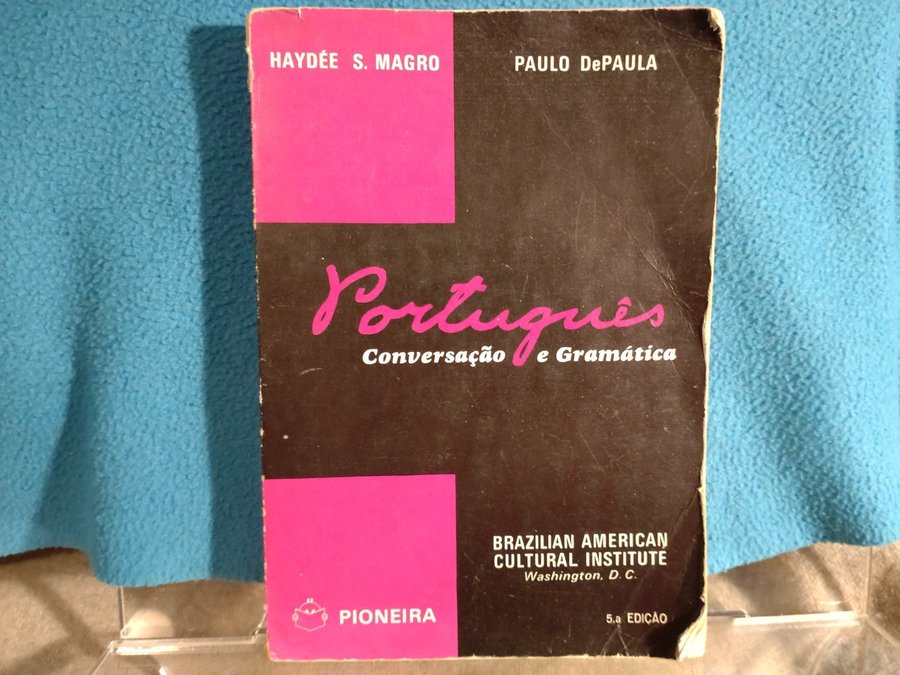 HAYDÉE S. MAGRO
PAULO DePAULA
Português
Conversação e Gramática
BRAZILIAN AMERICAN
CULTURAL INSTITUTE
Washington, D. C.
PIONEIRA
5.a EDIÇÃO